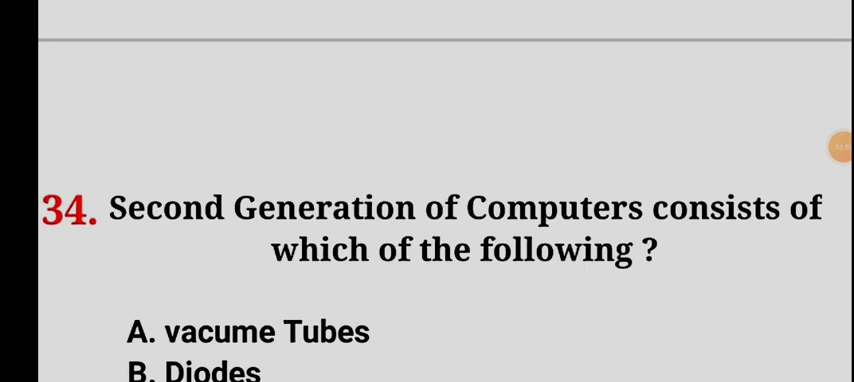 34. Second Generation of Computers consists of
which of the following ?
A. vacume Tubes
B. Diodes